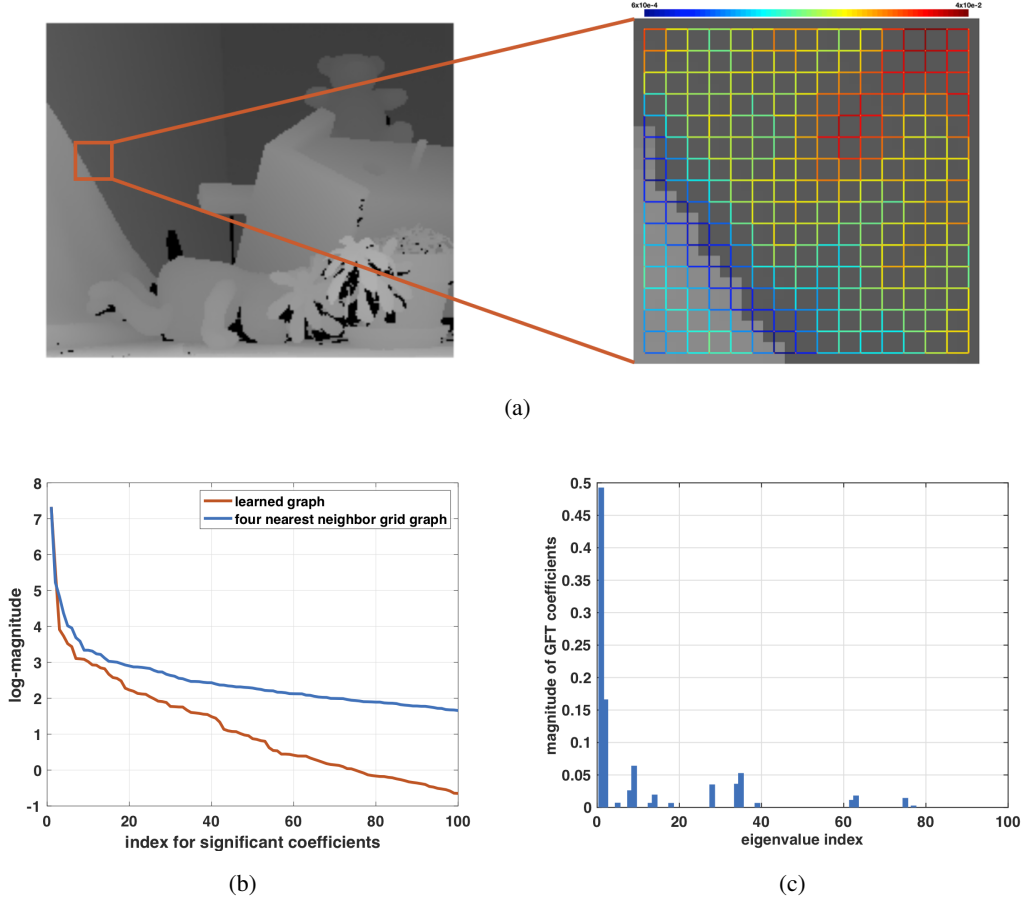 6x10e-4 4x10e-2
(a)
8
7
6
5
4
3
2
1
0
-1
0 20 40 60 80 100
log-magnitude
index for significant coefficients
learned graph
four nearest neighbor grid graph
(b)
0.5
0.45
0.4
0.35
0.3
0.25
0.2
0.15
0.1
0.05
0
0 20 40 60 80 100
magnitude of GFT coefficients
eigenvalue index
(c)